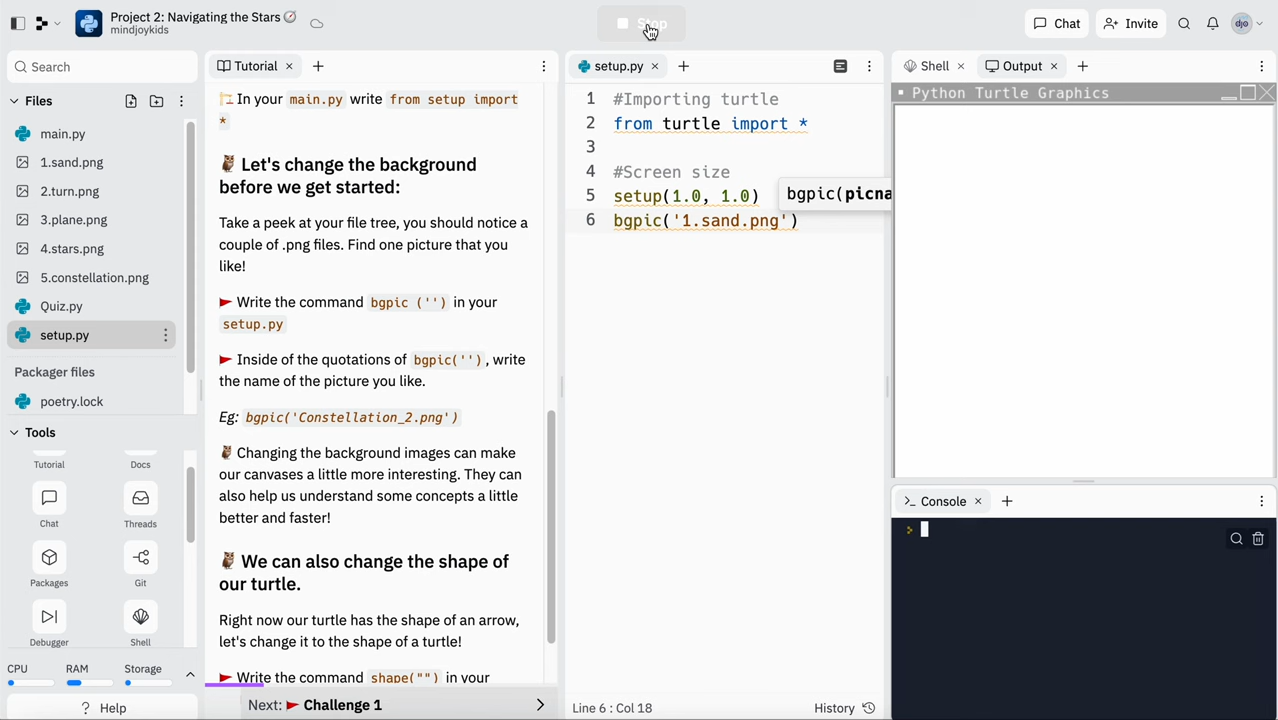 Project 2: Navigating the Stars
mindjoykids
Stop
Chat
Invite
djo
Search
Files
main.py
1.sand.png
2.turn.png
3.plane.png
4.stars.png
5.constellation.png
Quiz.py
setup.py
Packager files
poetry.lock
Tools
Tutorial Docs
Chat Threads
Packages Git
Debugger Shell
CPU RAM Storage
? Help
Tutorial
In your main.py write from setup import
*
Let's change the background
before we get started:
Take a peek at your file tree, you should notice a
couple of .png files. Find one picture that you
like!
Write the command bgpic ('') in your
setup.py
Inside of the quotations of bgpic(''), write
the name of the picture you like.
Eg: bgpic('Constellation_2.png')
Changing the background images can make
our canvases a little more interesting. They can
also help us understand some concepts a little
better and faster!
We can also change the shape of
our turtle.
Right now our turtle has the shape of an arrow,
let's change it to the shape of a turtle!
Write the command shape("") in your
Next: Challenge 1
setup.py
1 #Importing turtle
2 from turtle import *
3
4 #Screen size
5 setup(1.0, 1.0)
bgpic(picna
6 bgpic('1.sand.png')
Line 6 : Col 18
History
Shell
Output
Python Turtle Graphics
Console